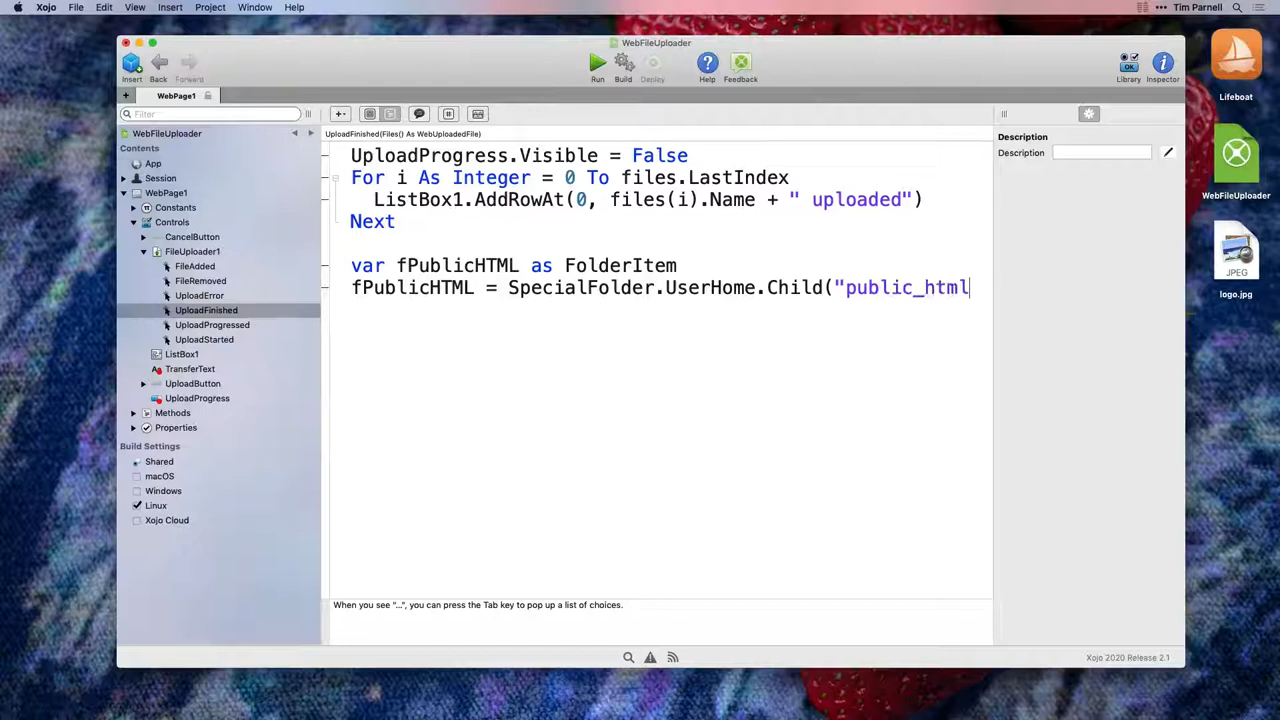 Xojo File Edit View Insert Project Window Help
Tim Parnell
WebFileUploader
Insert Back Forward Run Build Deploy Help Feedback Library Inspector
OK
WebPage1
Filter
UploadFinished(Files() As WebUploadedFile)
WebFileUploader
Contents
App
Session
WebPage1
Constants
Controls
CancelButton
FileUploader1
FileAdded
FileRemoved
UploadError
UploadFinished
UploadProgressed
UploadStarted
ListBox1
TransferText
UploadButton
UploadProgress
Methods
Properties
Build Settings
Shared
macOS
Windows
Linux
Xojo Cloud
UploadProgress.Visible = False
For i As Integer = 0 To files.LastIndex
ListBox1.AddRowAt(0, files(i).Name + " uploaded")
Next
var fPublicHTML as FolderItem
fPublicHTML = SpecialFolder.UserHome.Child("public_html
When you see "...", you can press the Tab key to pop up a list of choices.
Description
Description
Xojo 2020 Release 2.1
Lifeboat
WebFileUploader
JPEG
logo.jpg